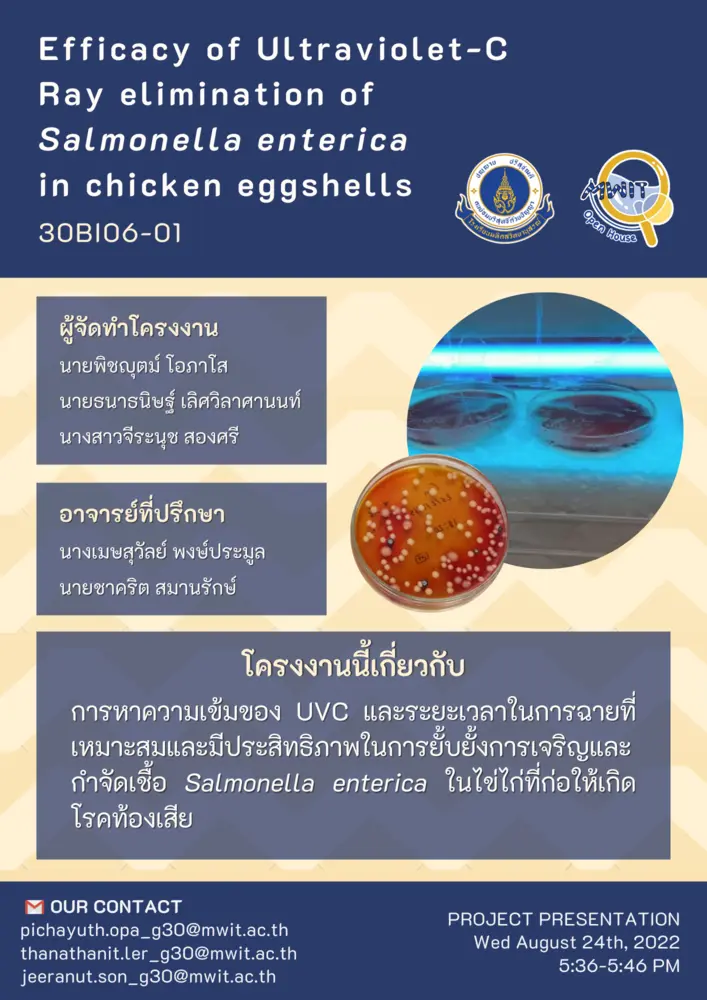 Efficacy of Ultraviolet-C
Ray elimination of
Salmonella enterica
in chicken eggshells
30BIO6-01
MWIT
Open House
ผู้จัดทำโครงงาน
นายพิชญุตม์ โอภาโส
นายธนาธนิษฐ์ เลิศวิลาศานนท์
นางสาวจีระนุช สองศรี
อาจารย์ที่ปรึกษา
นางเมษสุวัลย์ พงษ์ประมูล
นายชาคริต สมานรักษ์
โครงงานนี้เกี่ยวกับ
การหาความเข้มของ UVC และระยะเวลาในการฉายที่
เหมาะสมและมีประสิทธิภาพในการยั้บยั้งการเจริญและ
กำจัดเชื้อ Salmonella enterica ในไข่ไก่ที่ก่อให้เกิด
โรคท้องเสีย
OUR CONTACT
pichayuth.opa_g30@mwit.ac.th
thanathanit.ler_g30@mwit.ac.th
jeeranut.son_g30@mwit.ac.th
PROJECT PRESENTATION
Wed August 24th, 2022
5:36-5:46 PM